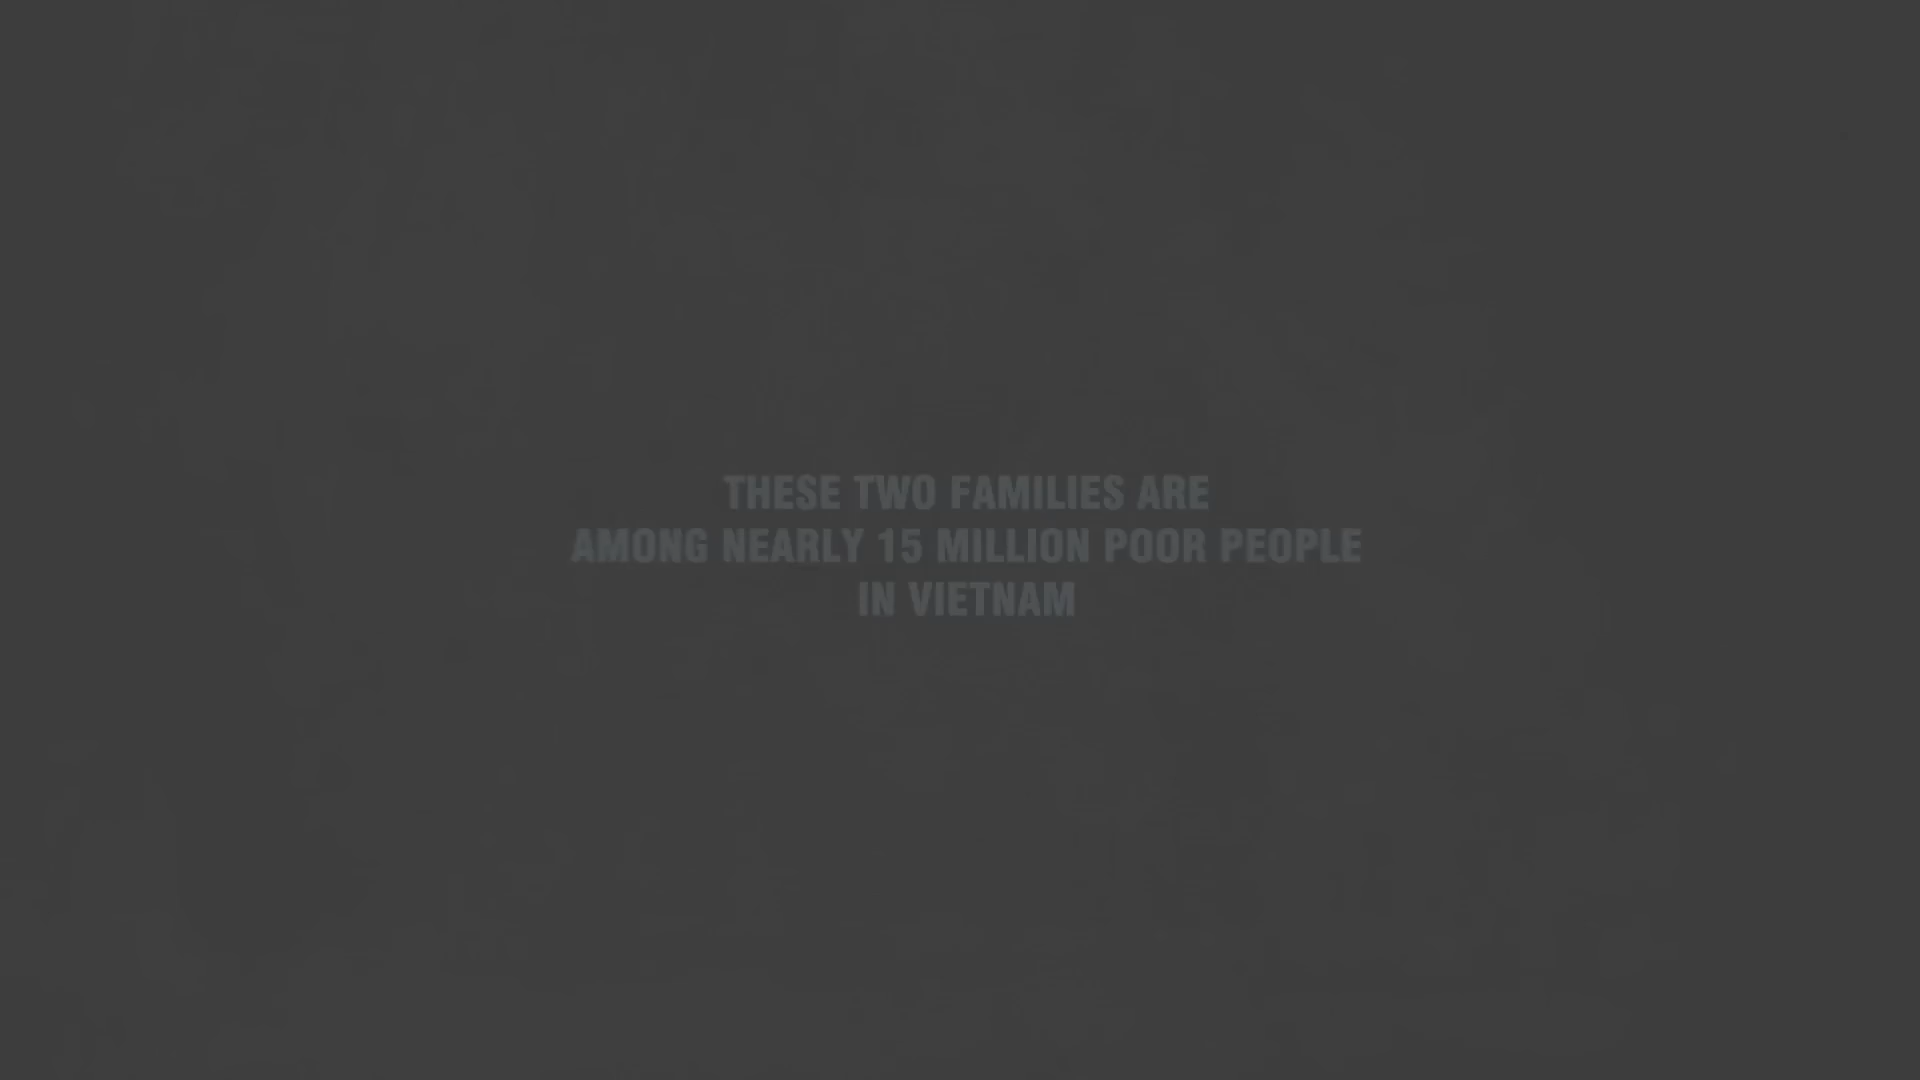 THESE TWO FAMILIES ARE
AMONG NEARLY 15 MILLION POOR PEOPLE
IN VIETNAM